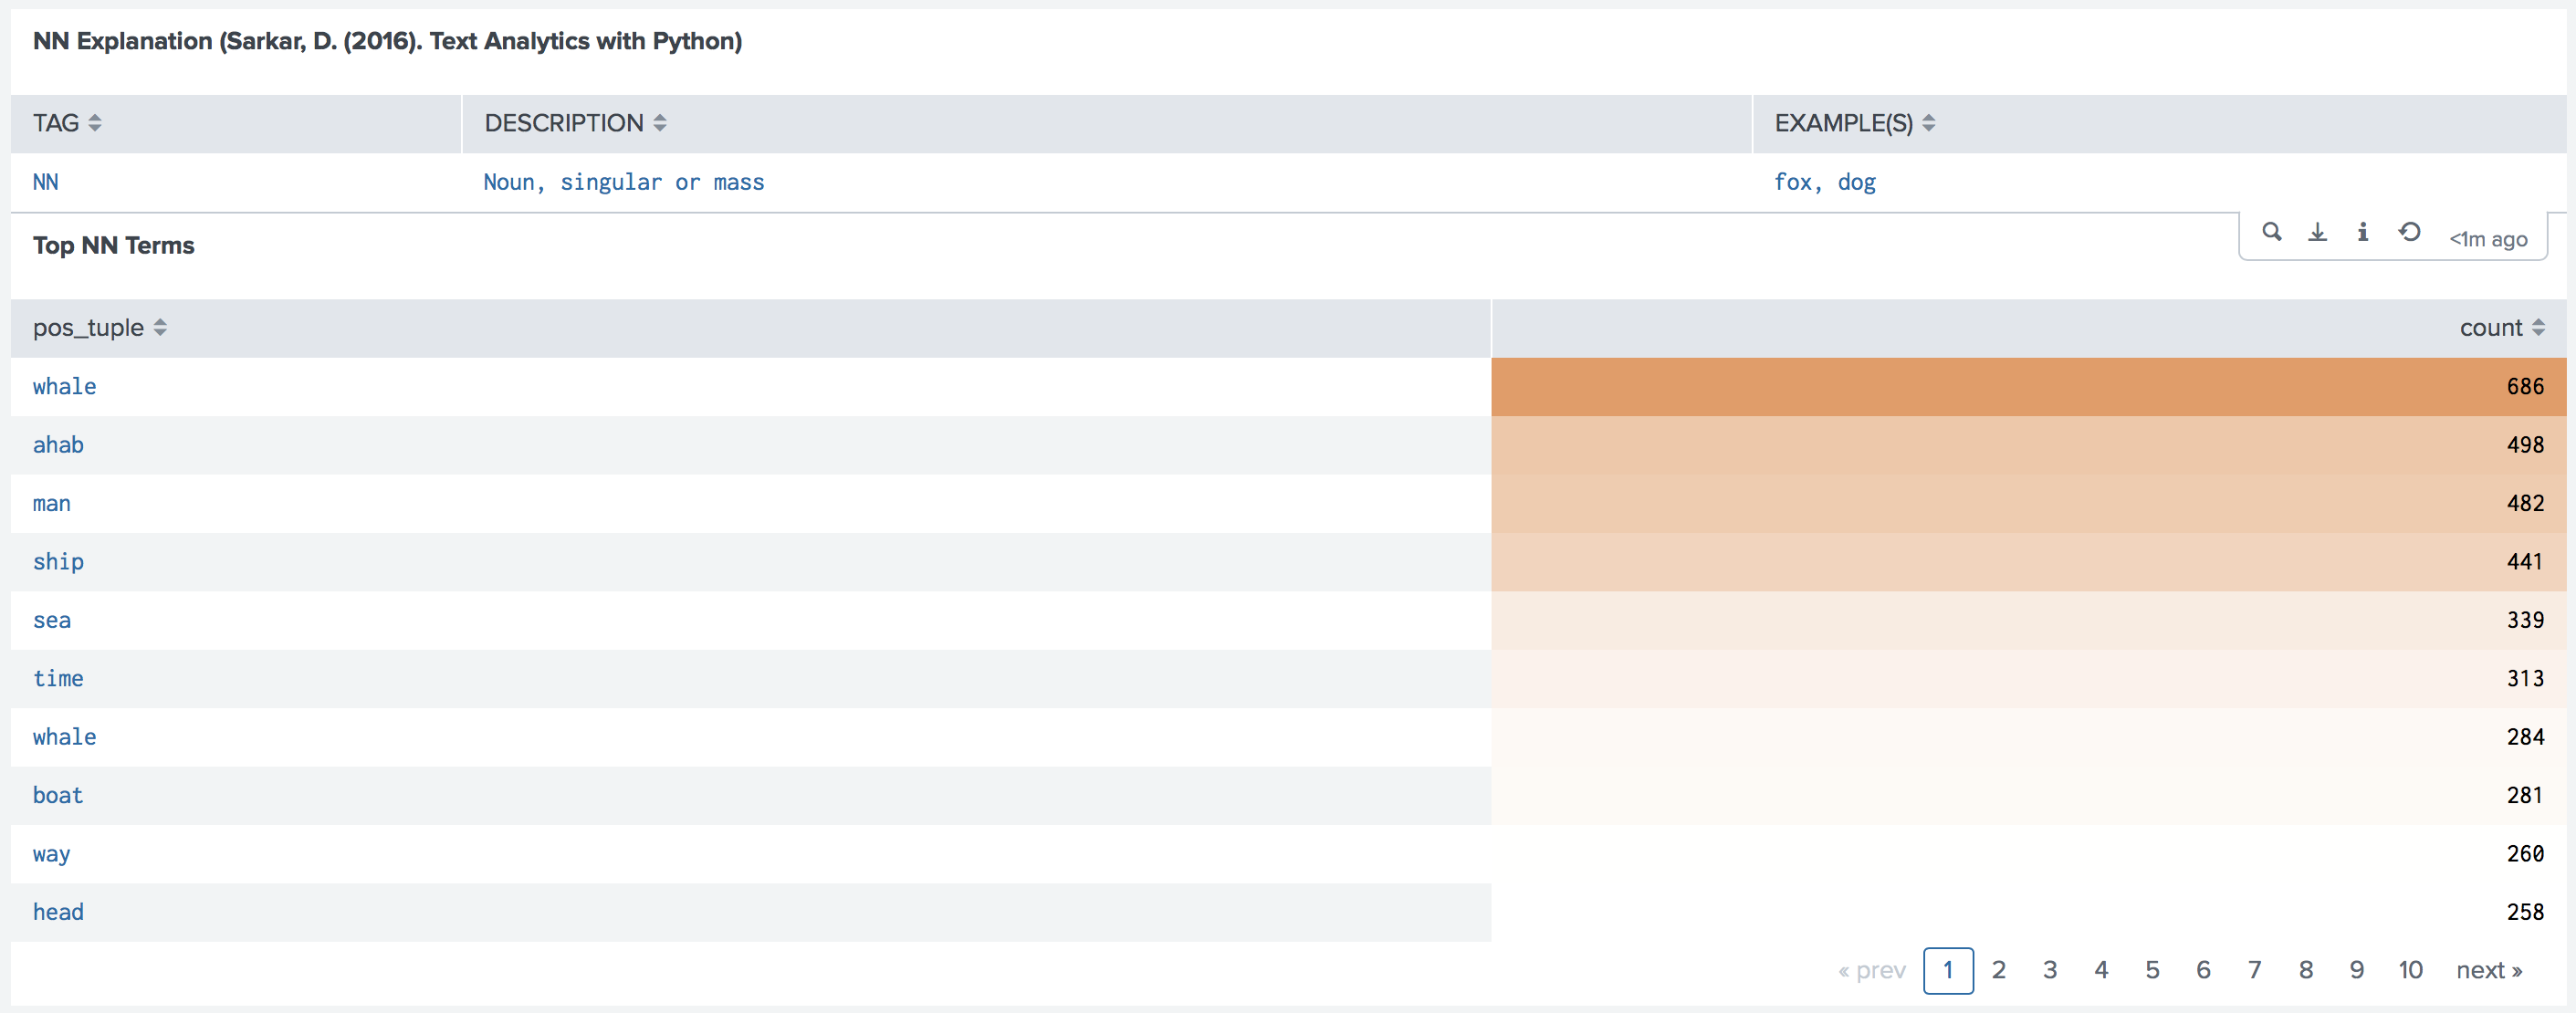 NN Explanation (Sarkar, D. (2016). Text Analytics with Python)
TAG DESCRIPTION EXAMPLE(S)
NN Noun, singular or mass fox, dog
Top NN Terms <1m ago
pos_tuple count
whale 686
ahab 498
man 482
ship 441
sea 339
time 313
whale 284
boat 281
way 260
head 258
« prev 1 2 3 4 5 6 7 8 9 10 next »